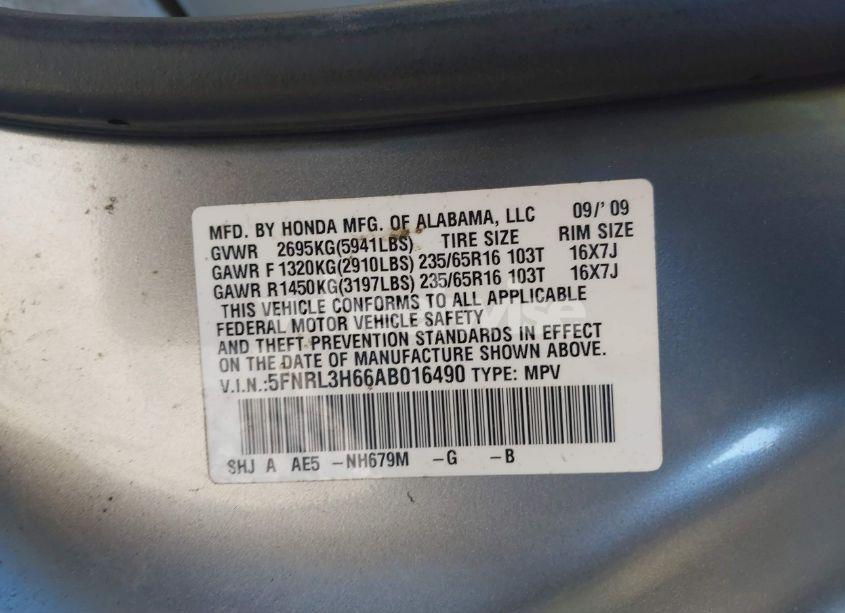 MFD. BY HONDA MFG. OF ALABAMA, LLC 09/' 09
GVWR 2695KG(5941LBS) TIRE SIZE RIM SIZE
GAWR F1320KG(2910LBS) 235/65R16 103T 16X7J
GAWR R1450KG(3197LBS) 235/65R16 103T 16X7J
THIS VEHICLE CONFORMS TO ALL APPLICABLE
FEDERAL MOTOR VEHICLE SAFETY
AND THEFT PREVENTION STANDARDS IN EFFECT
ON THE DATE OF MANUFACTURE SHOWN ABOVE.
V.I.N.:5FNRL3H66AB016490 TYPE: MPV
SHJ A AE5 -NH679M -G -B